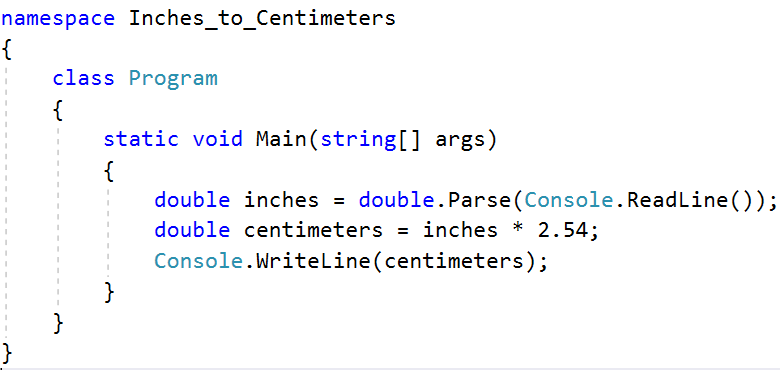 namespace Inches_to_Centimeters
{
    class Program
    {
        static void Main(string[] args)
        {
            double inches = double.Parse(Console.ReadLine());
            double centimeters = inches * 2.54;
            Console.WriteLine(centimeters);
        }
    }
}